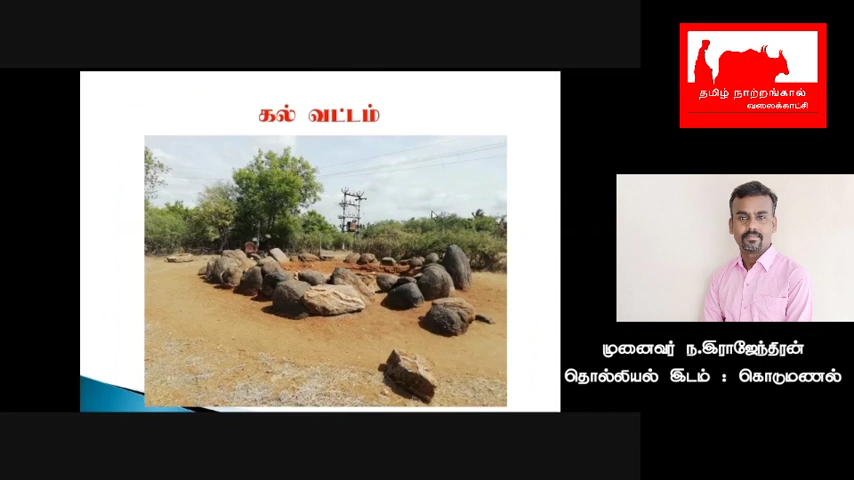 கல் வட்டம்
தமிழ் நாற்றங்கால்
வலைக்காட்சி
முனைவர் ந.இராஜேந்திரன்
தொல்லியல் இடம் : கொடுமணல்